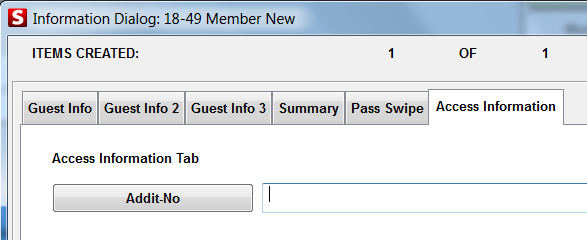 S Information Dialog: 18-49 Member New
ITEMS CREATED: 1 OF 1
Guest Info Guest Info 2 Guest Info 3 Summary Pass Swipe Access Information
Access Information Tab
Addit-No